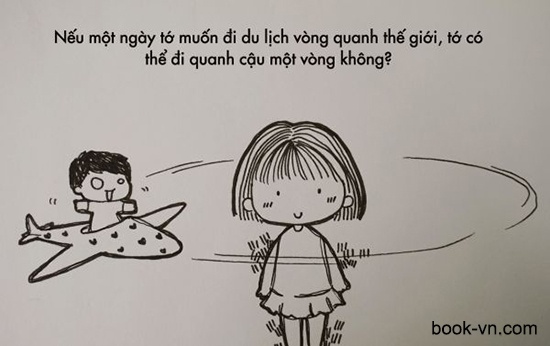 Nếu một ngày tớ muốn đi du lịch vòng quanh thế giới, tớ có
thể đi quanh cậu một vòng không?
book-vn.com